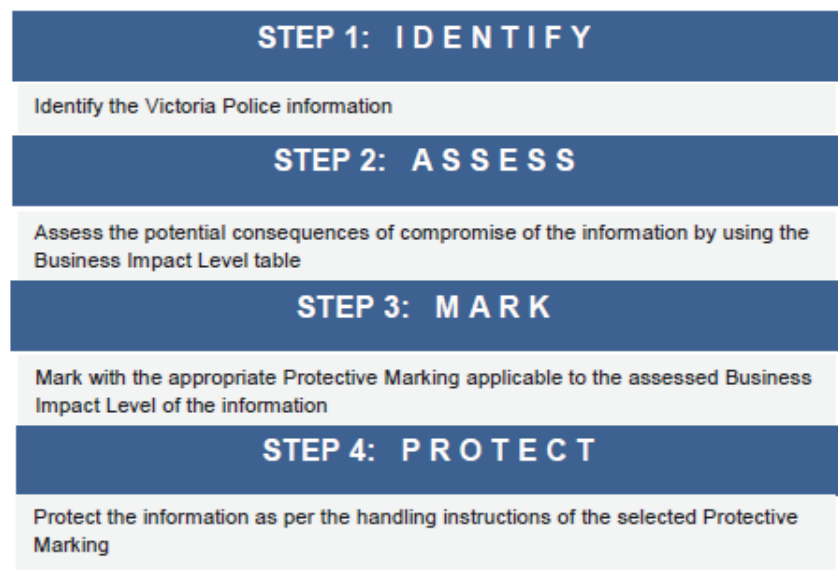 STEP 1: I D E N T I F Y
Identify the Victoria Police information
STEP 2: A S S E S S
Assess the potential consequences of compromise of the information by using the
Business Impact Level table
STEP 3: M A R K
Mark with the appropriate Protective Marking applicable to the assessed Business
Impact Level of the information
STEP 4: P R O T E C T
Protect the information as per the handling instructions of the selected Protective
Marking